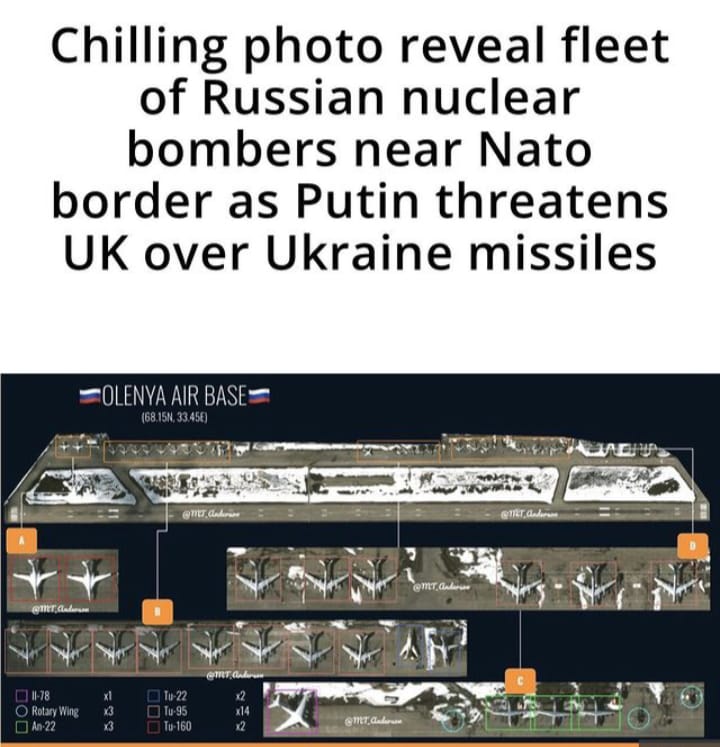 Chilling photo reveal fleet
of Russian nuclear
bombers near Nato
border as Putin threatens
UK over Ukraine missiles
OLENYA AIR BASE
(68.15N, 33.45E)
@MT_Anderson
@MT_Anderson
A
D
@MT_Anderson
@MT_Anderson
B
@MT_Anderson
C
Il-78 x1
Rotary Wing x3
An-22 x3
Tu-22 x2
Tu-95 x14
Tu-160 x2
@MT_Anderson